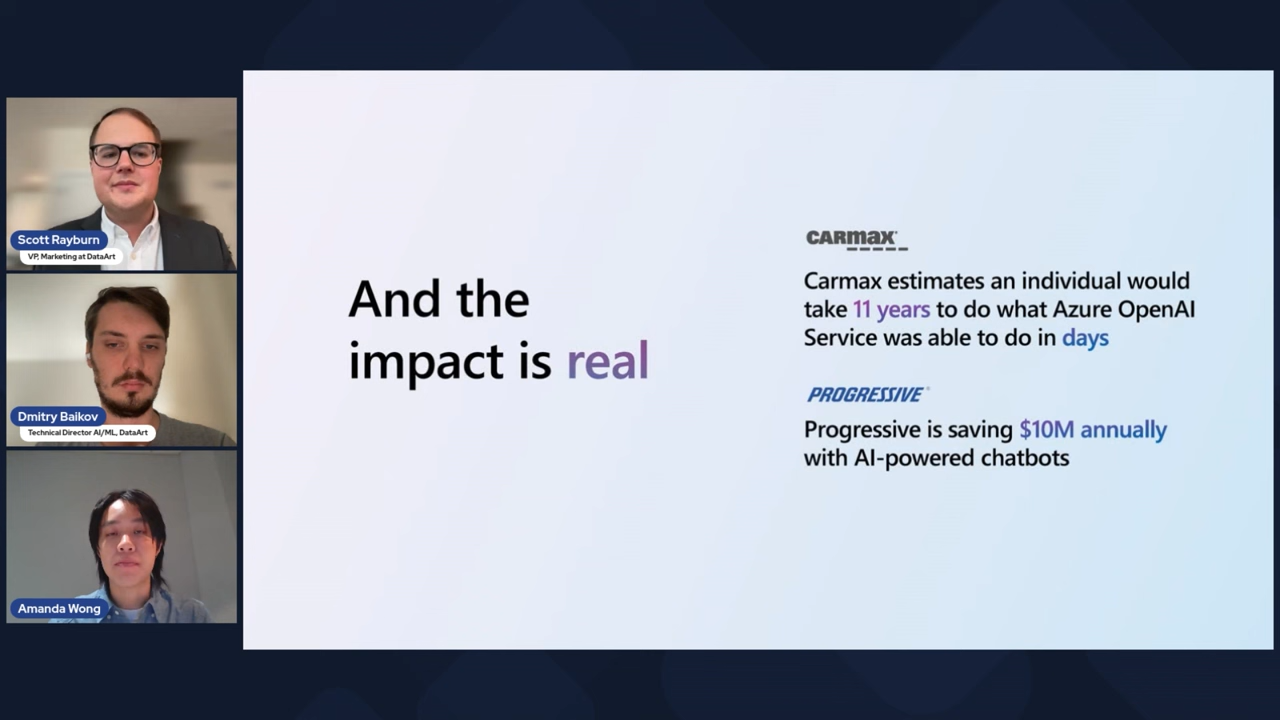 Scott Rayburn
VP, Marketing at DataArt
Dmitry Baikov
Technical Director AI/ML, DataArt
Amanda Wong
And the
impact is real
CARMAX
Carmax estimates an individual would
take 11 years to do what Azure OpenAI
Service was able to do in days
PROGRESSIVE®
Progressive is saving $10M annually
with AI-powered chatbots